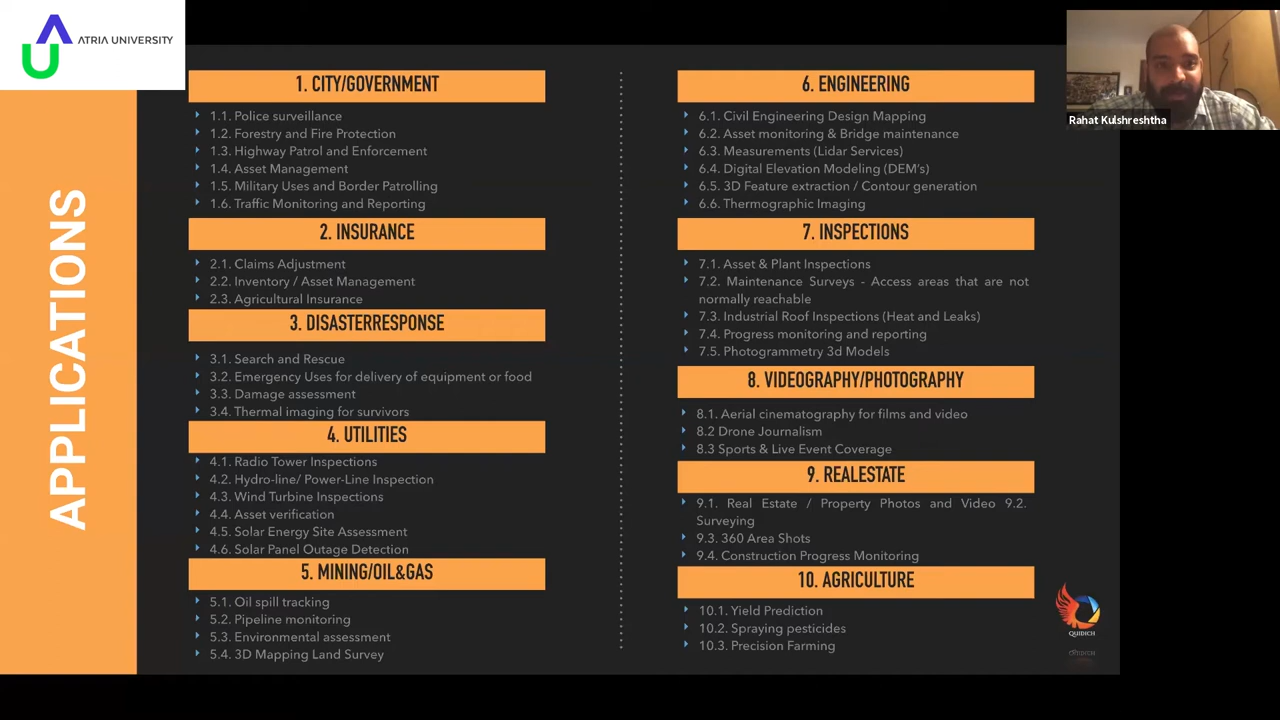 ATRIA UNIVERSITY
Rahat Kulshreshtha
APPLICATIONS
1. CITY/GOVERNMENT
1.1. Police surveillance
1.2. Forestry and Fire Protection
1.3. Highway Patrol and Enforcement
1.4. Asset Management
1.5. Military Uses and Border Patrolling
1.6. Traffic Monitoring and Reporting
2. INSURANCE
2.1. Claims Adjustment
2.2. Inventory / Asset Management
2.3. Agricultural Insurance
3. DISASTERRESPONSE
3.1. Search and Rescue
3.2. Emergency Uses for delivery of equipment or food
3.3. Damage assessment
3.4. Thermal imaging for survivors
4. UTILITIES
4.1. Radio Tower Inspections
4.2. Hydro-line/ Power-Line Inspection
4.3. Wind Turbine Inspections
4.4. Asset verification
4.5. Solar Energy Site Assessment
4.6. Solar Panel Outage Detection
5. MINING/OIL&GAS
5.1. Oil spill tracking
5.2. Pipeline monitoring
5.3. Environmental assessment
5.4. 3D Mapping Land Survey
6. ENGINEERING
6.1. Civil Engineering Design Mapping
6.2. Asset monitoring & Bridge maintenance
6.3. Measurements (Lidar Services)
6.4. Digital Elevation Modeling (DEM's)
6.5. 3D Feature extraction / Contour generation
6.6. Thermographic Imaging
7. INSPECTIONS
7.1. Asset & Plant Inspections
7.2. Maintenance Surveys - Access areas that are not
normally reachable
7.3. Industrial Roof Inspections (Heat and Leaks)
7.4. Progress monitoring and reporting
7.5. Photogrammetry 3d Models
8. VIDEOGRAPHY/PHOTOGRAPHY
8.1. Aerial cinematography for films and video
8.2 Drone Journalism
8.3 Sports & Live Event Coverage
9. REALESTATE
9.1. Real Estate / Property Photos and Video 9.2.
Surveying
9.3. 360 Area Shots
9.4. Construction Progress Monitoring
10. AGRICULTURE
10.1. Yield Prediction
10.2. Spraying pesticides
10.3. Precision Farming
QUIDICH